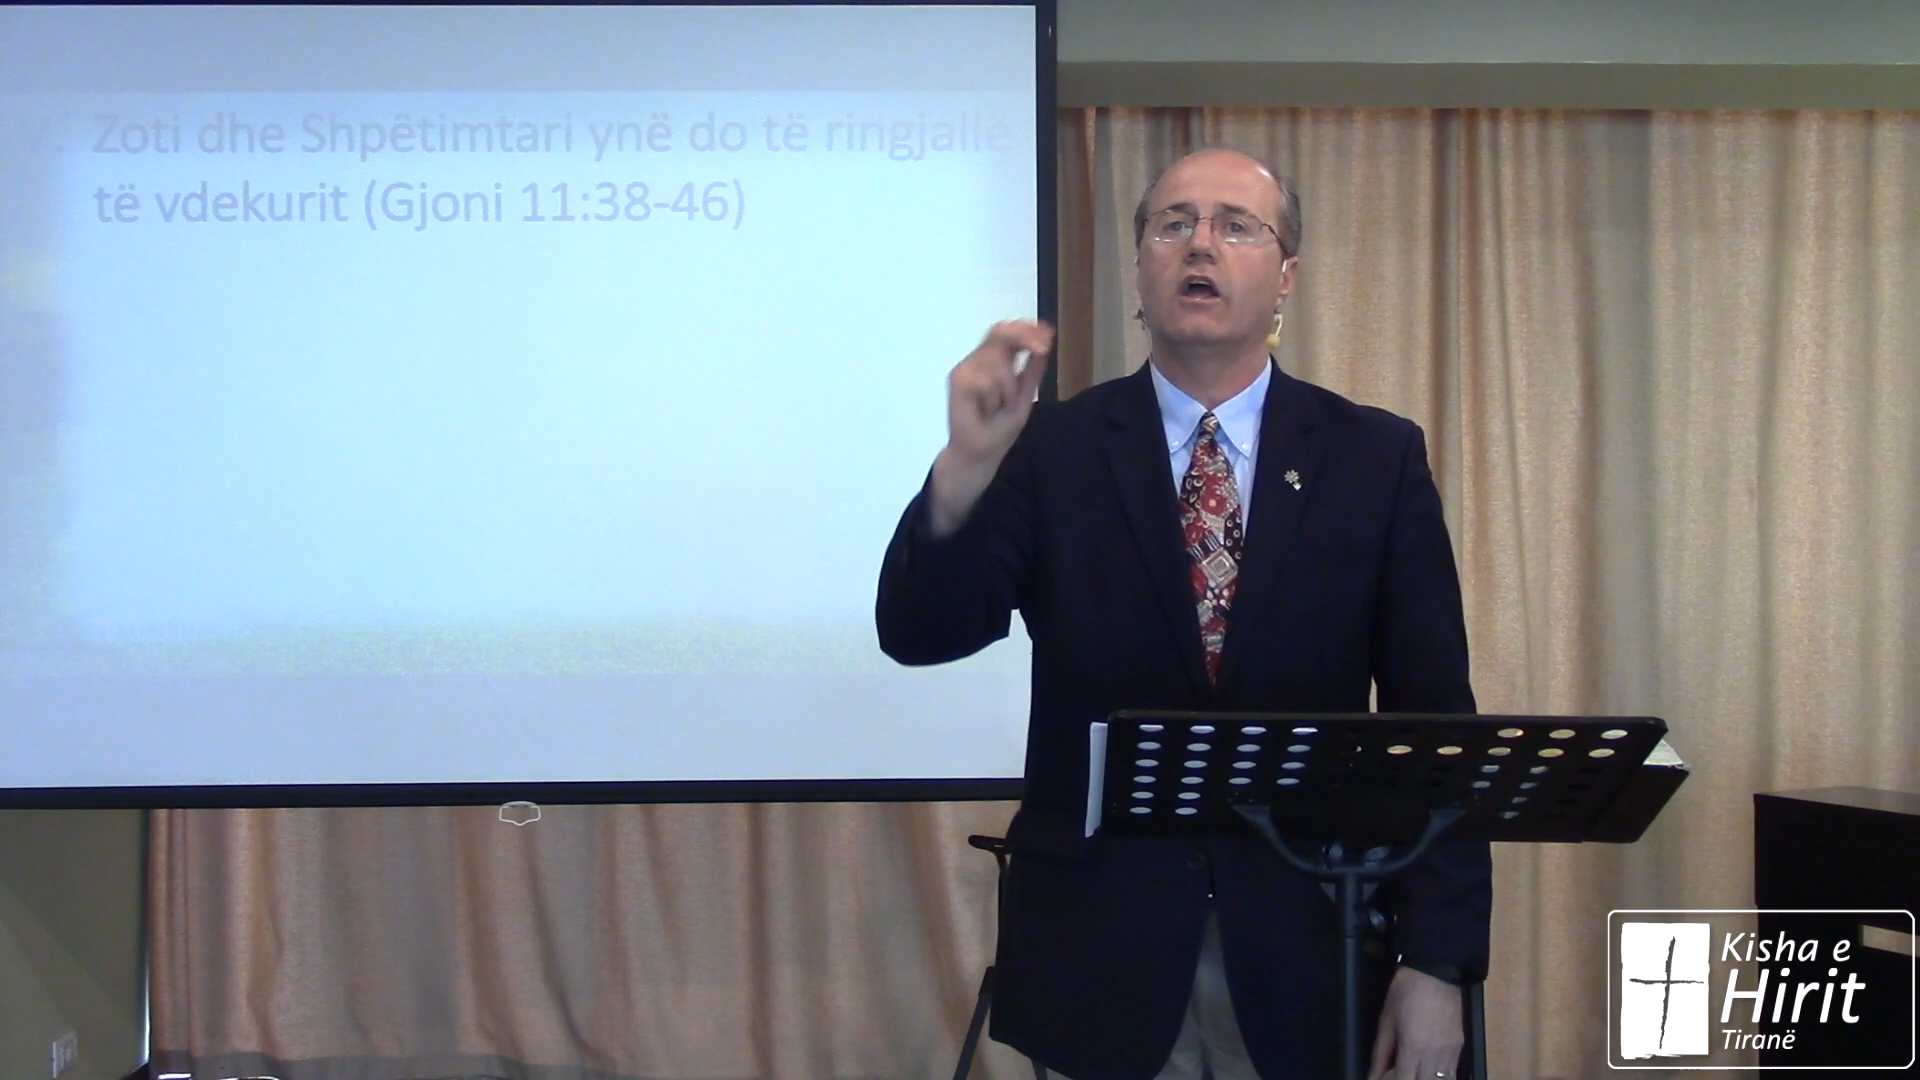 V. Zoti dhe Shpëtimtari ynë do të ringjallë
të vdekurit (Gjoni 11:38-46)
Kisha e
Hirit
Tiranë